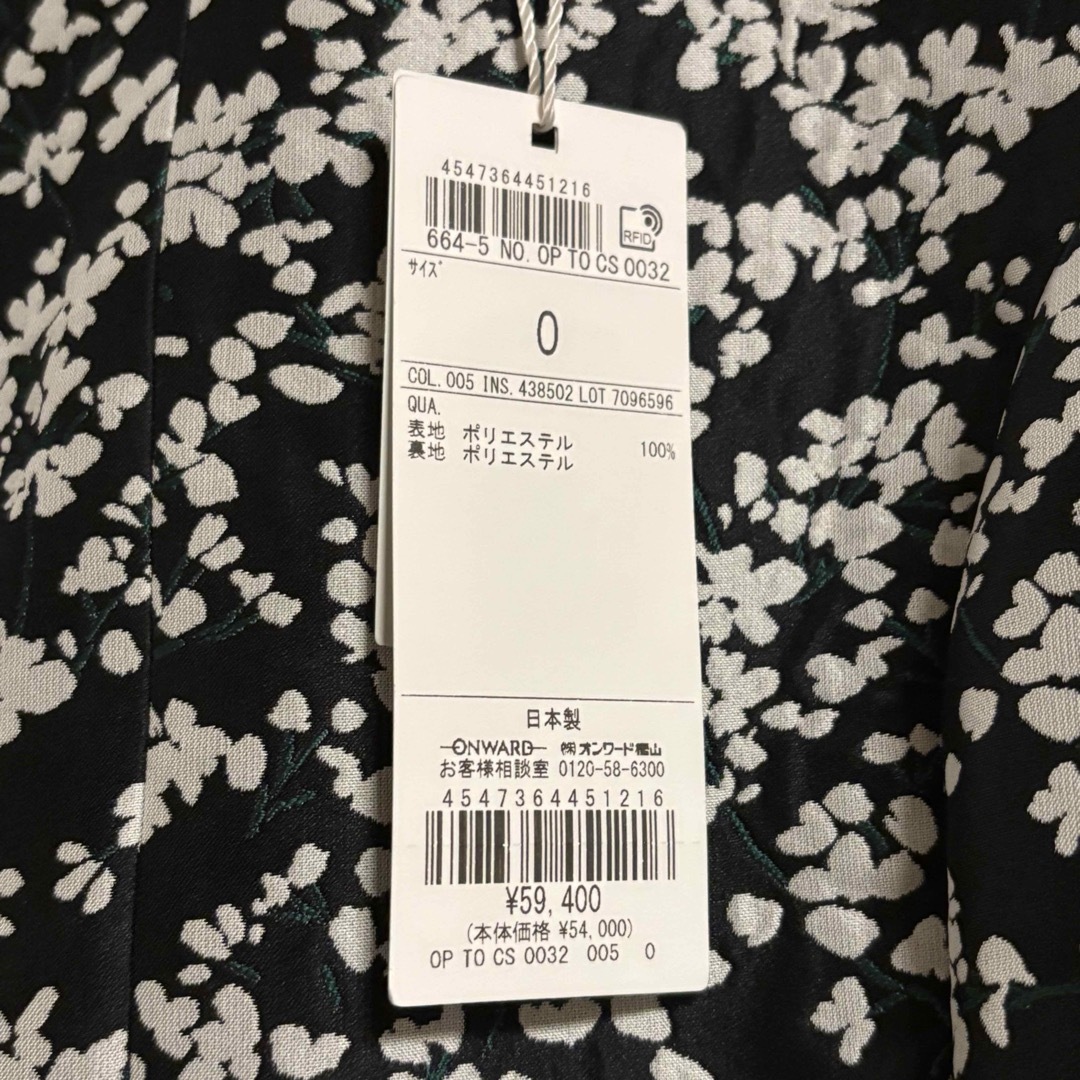 4547364451216
RFID
664-5 NO. OP TO CS 0032
サイズ
0
COL. 005 INS. 438502 LOT 7096596
QUA.
表地 ポリエステル 100%
裏地 ポリエステル
日本製
ONWARD ㈱オンワード樫山
お客様相談室 0120-58-6300
4547364451216
¥59,400
(本体価格 ¥54,000)
OP TO CS 0032 005 0